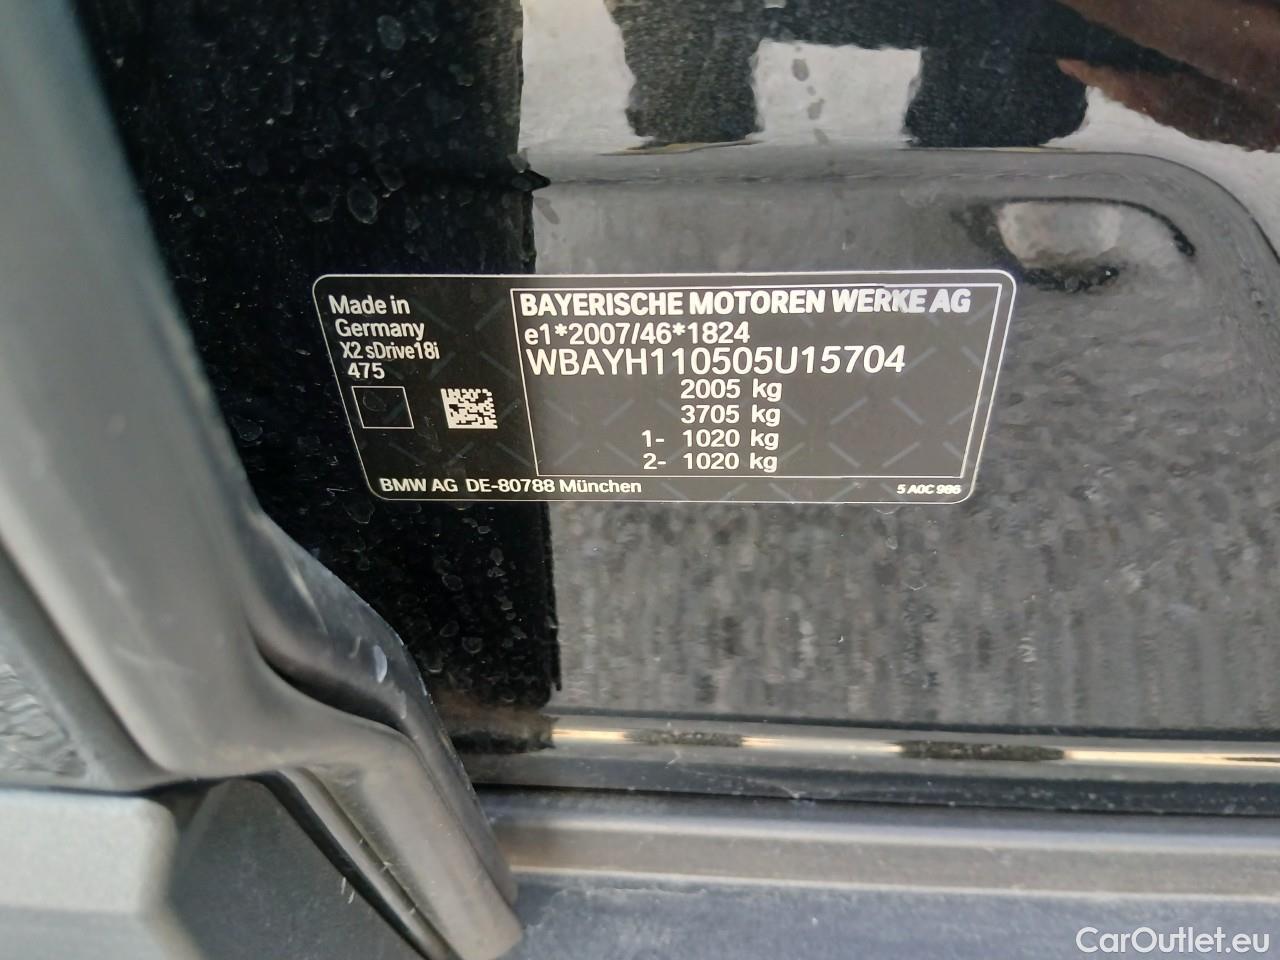 Made in
Germany
X2 sDrive18i
475
BAYERISCHE MOTOREN WERKE AG
e1*2007/46*1824
WBAYH110505U15704
2005 kg
3705 kg
1- 1020 kg
2- 1020 kg
BMW AG DE-80788 München
5 A0C 986
CarOutlet.eu